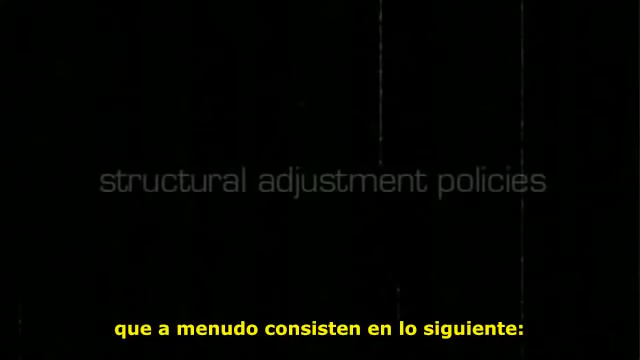 structural adjustment policies
que a menudo consisten en lo siguiente: